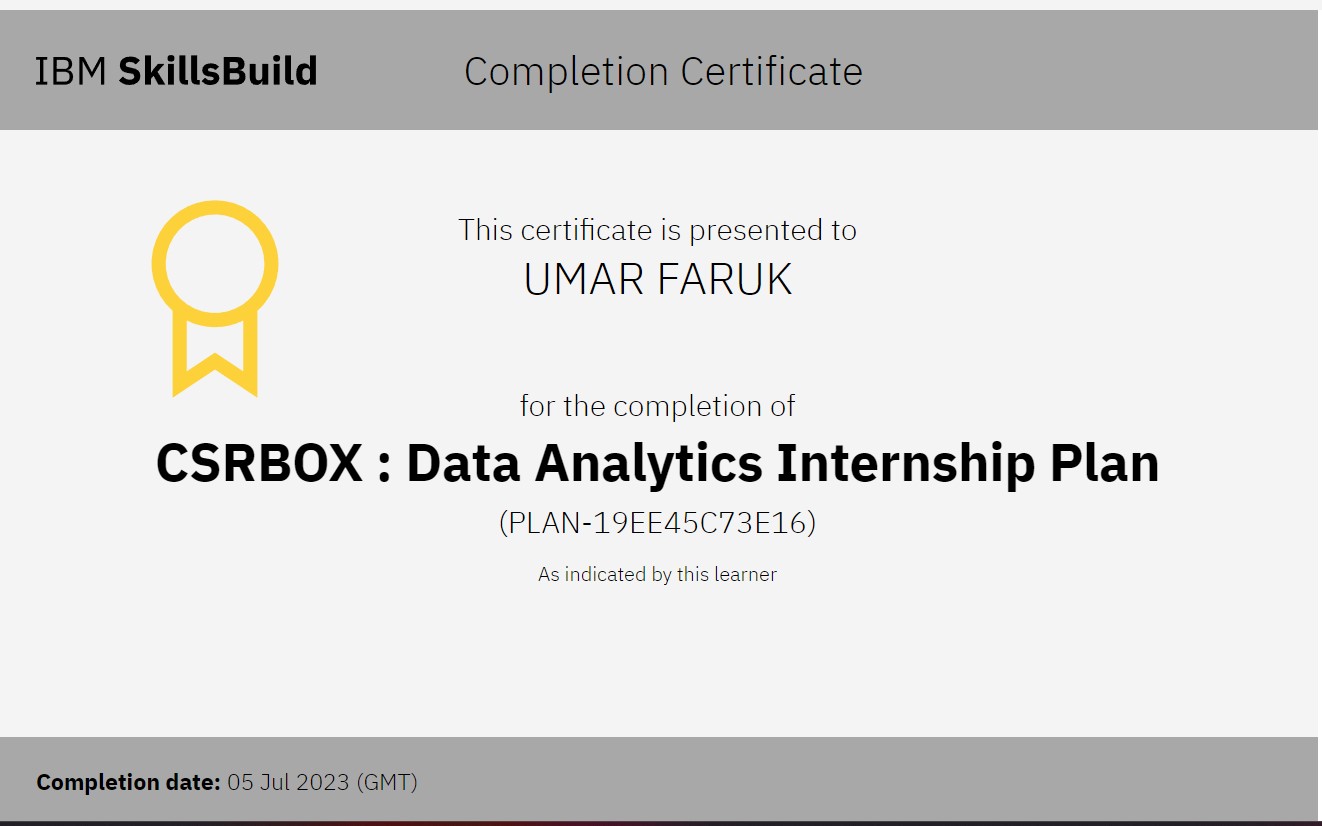 IBM SkillsBuild
Completion Certificate
This certificate is presented to
UMAR FARUK
for the completion of
CSRBOX : Data Analytics Internship Plan
(PLAN-19EE45C73E16)
As indicated by this learner
Completion date: 05 Jul 2023 (GMT)